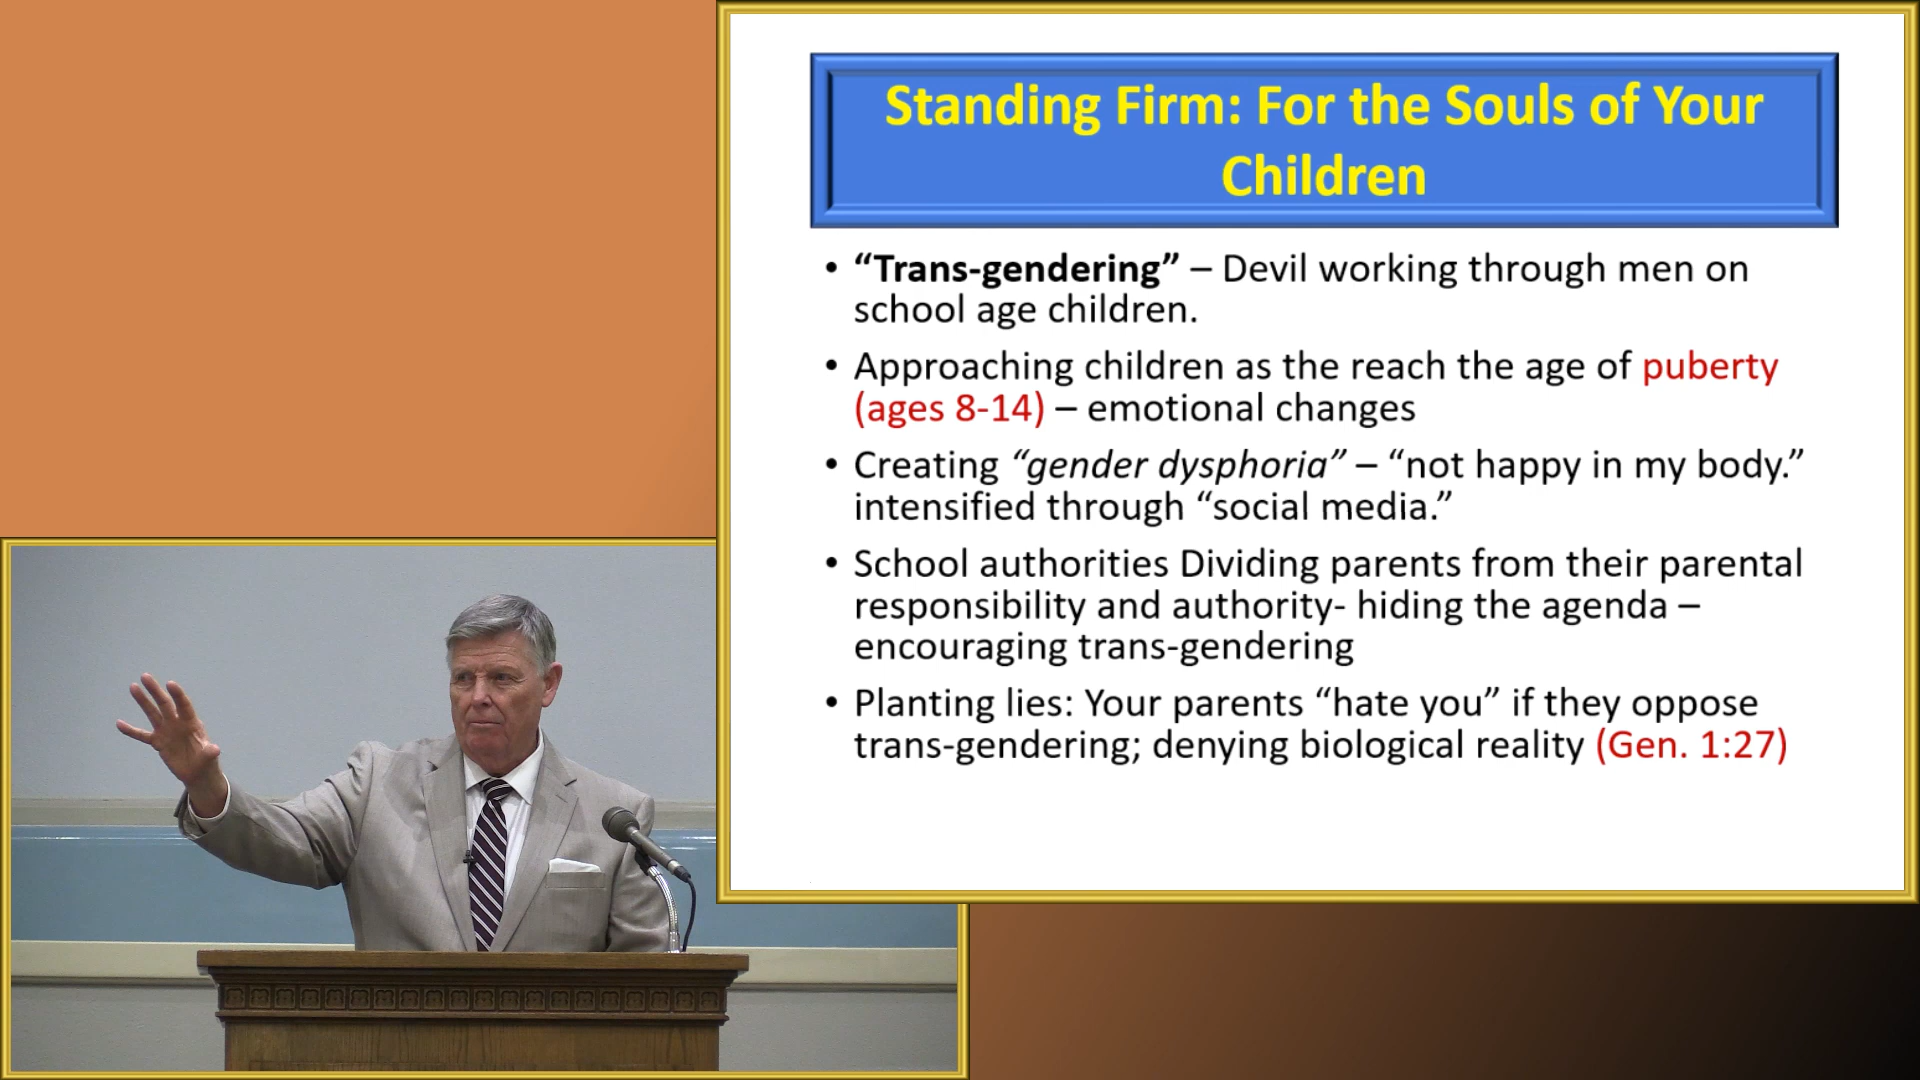 Standing Firm: For the Souls of Your
Children
• “Trans-gendering” – Devil working through men on
school age children.
• Approaching children as the reach the age of puberty
(ages 8-14) – emotional changes
• Creating “gender dysphoria” – “not happy in my body.”
intensified through “social media.”
• School authorities Dividing parents from their parental
responsibility and authority- hiding the agenda –
encouraging trans-gendering
• Planting lies: Your parents “hate you” if they oppose
trans-gendering; denying biological reality (Gen. 1:27)